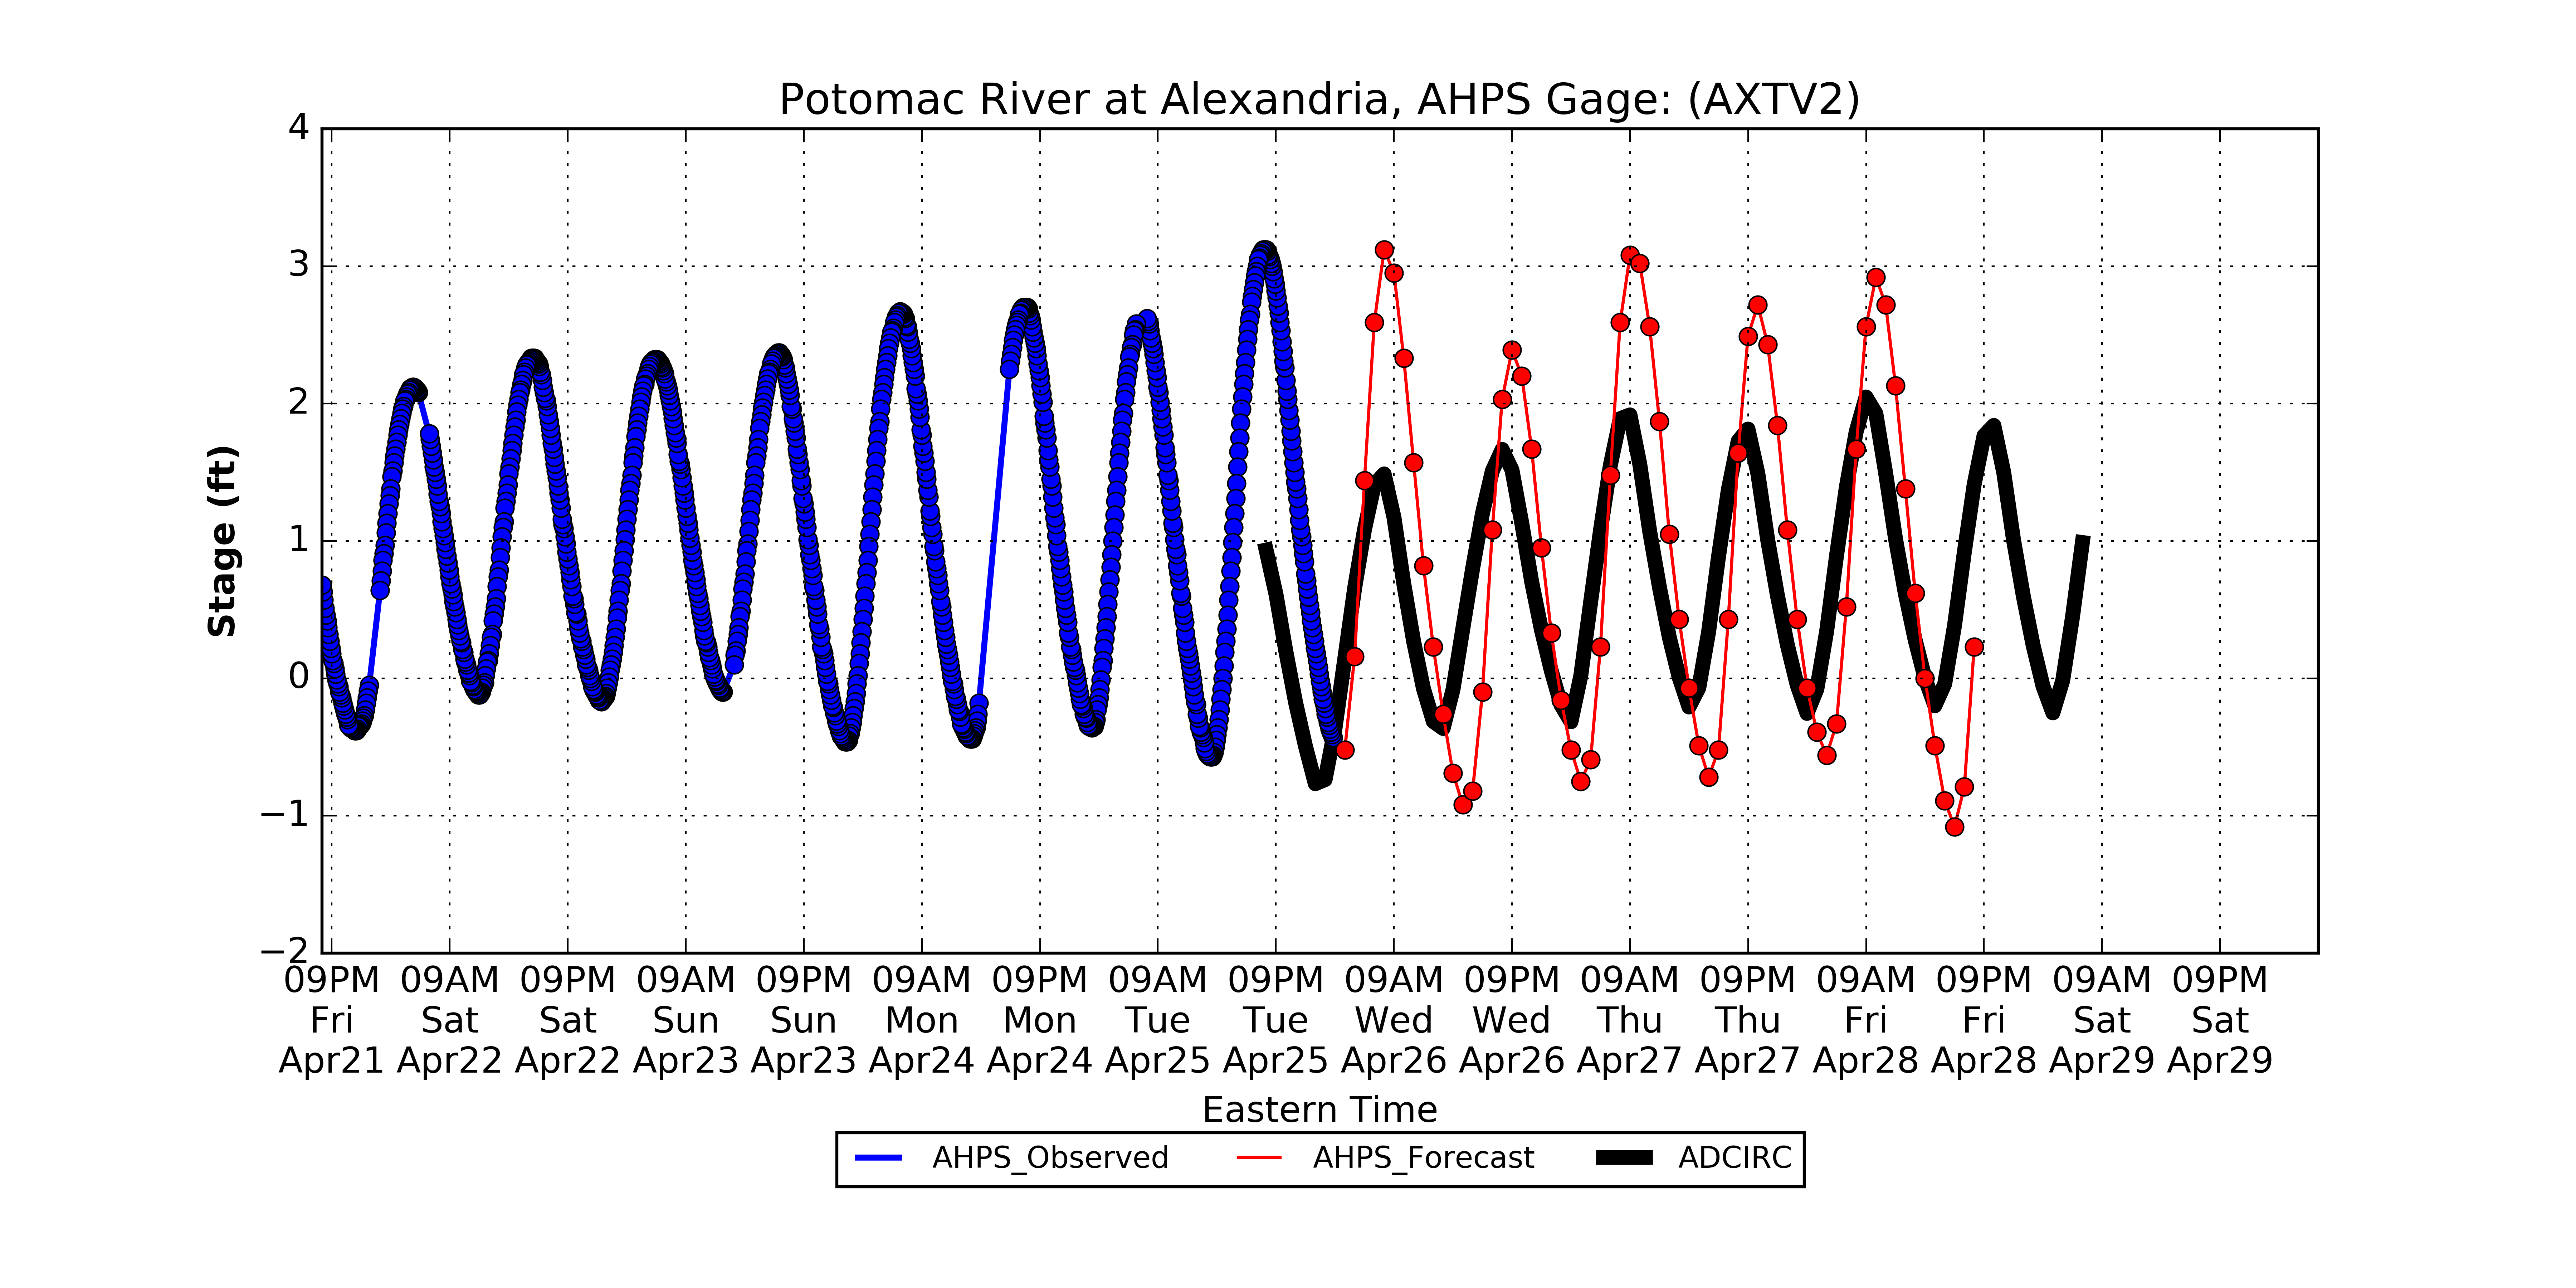 Potomac River at Alexandria, AHPS Gage: (AXTV2)
Stage (ft)
4
3
2
1
0
−1
−2
09PM 09AM 09PM 09AM 09PM 09AM 09PM 09AM 09PM 09AM 09PM 09AM 09PM 09AM 09PM 09AM 09PM
Fri Sat Sat Sun Sun Mon Mon Tue Tue Wed Wed Thu Thu Fri Fri Sat Sat
Apr21 Apr22 Apr22 Apr23 Apr23 Apr24 Apr24 Apr25 Apr25 Apr26 Apr26 Apr27 Apr27 Apr28 Apr28 Apr29 Apr29
Eastern Time
AHPS_Observed AHPS_Forecast ADCIRC